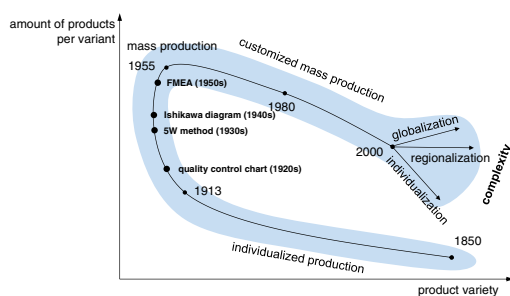 amount of products
per variant
mass production
customized mass production
1955
FMEA (1950s)
1980
Ishikawa diagram (1940s)
5W method (1930s)
globalization
2000
regionalization
individualization
complexity
quality control chart (1920s)
1913
individualized production
1850
product variety